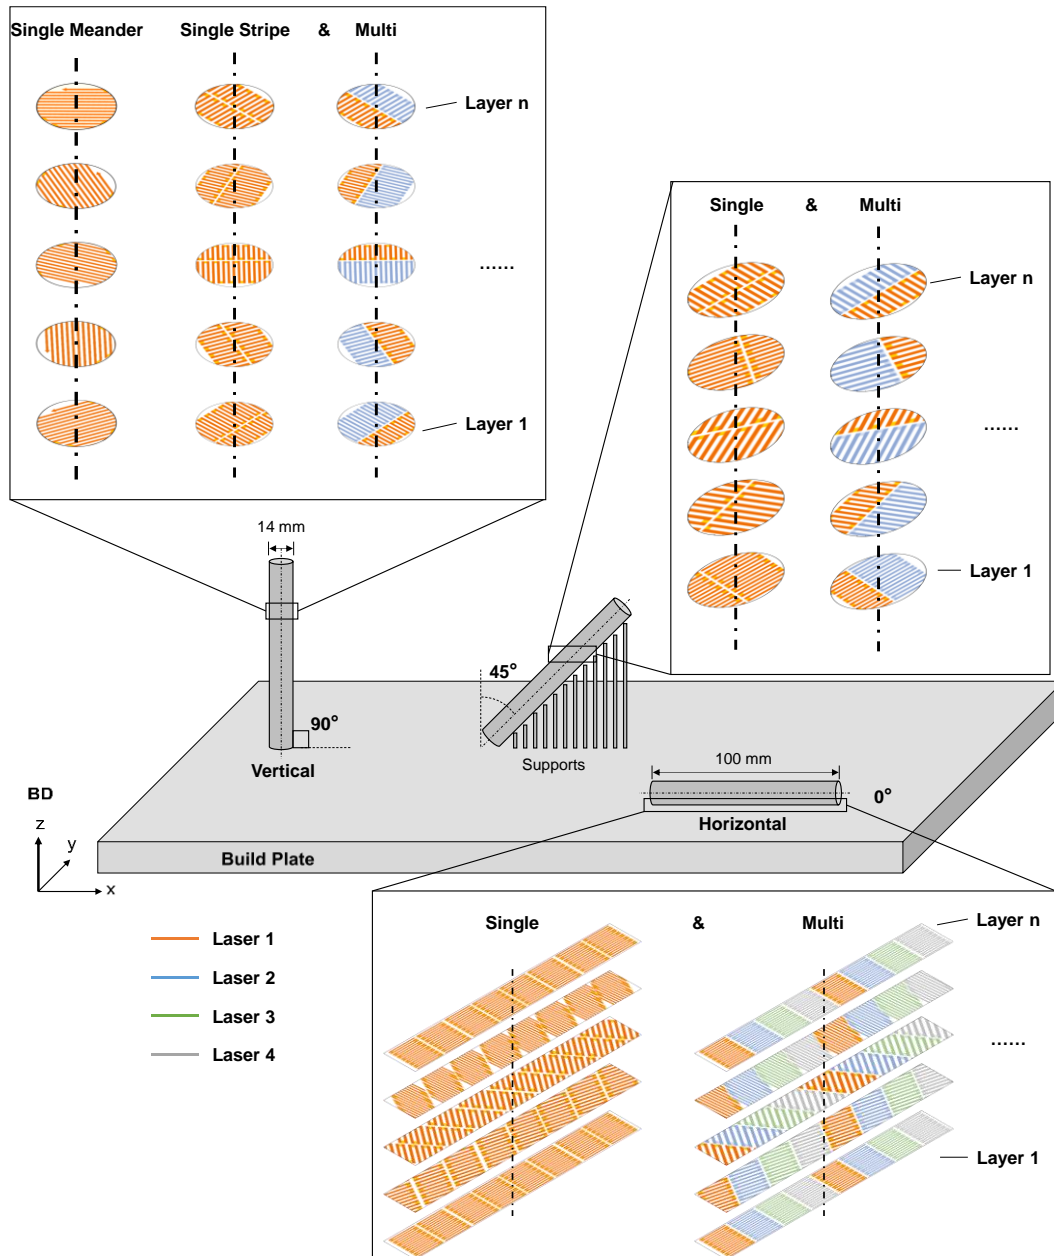 Single Meander Single Stripe & Multi
Layer n
......
Layer 1
Single & Multi
Layer n
......
Layer 1
14 mm
45°
90°
Vertical
Supports
100 mm
0°
Horizontal
BD
z
y
x
Build Plate
Laser 1
Laser 2
Laser 3
Laser 4
Single & Multi
Layer n
......
Layer 1